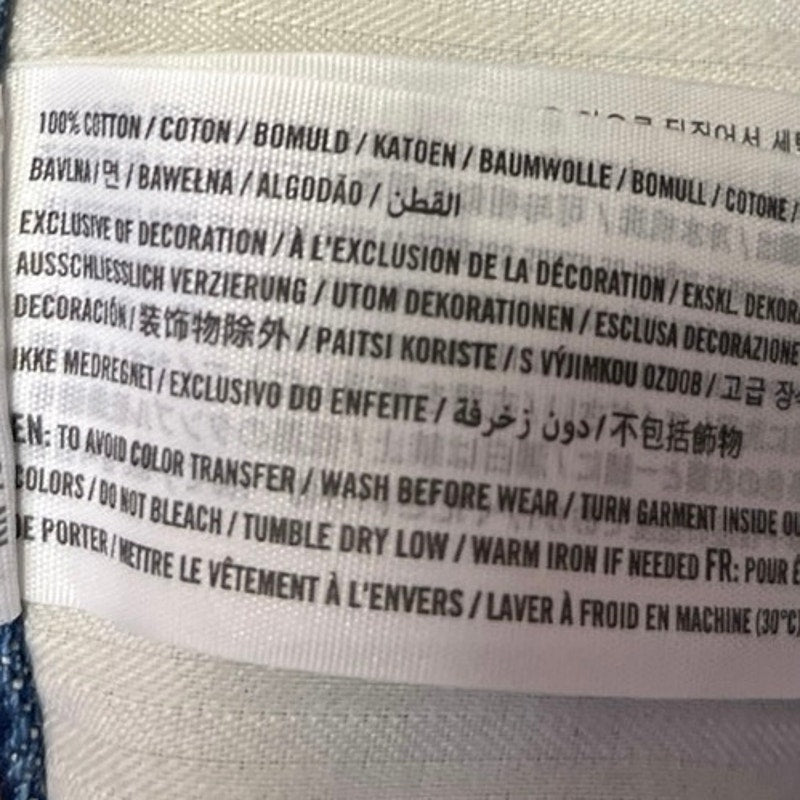 뒤집어서
100% COTTON / COTON / BOMULD / KATOEN / BAUMWOLLE / BOMULL / COTONE /
BAVLNA / 면 / BAWEŁNA / ALGODÃO / القطن
EXCLUSIVE OF DECORATION / À L'EXCLUSION DE LA DÉCORATION / EKSKL. DEKORA
AUSSCHLIESSLICH VERZIERUNG / UTOM DEKORATIONEN / ESCLUSA DECORAZIONE
DECORACIÓN / 装饰物除外 / PAITSI KORISTE / S VÝJIMKOU OZDOB / 고급 장
IKKE MEDREGNET / EXCLUSIVO DO ENFEITE / دون زخرفة / 不包括飾物
EN: TO AVOID COLOR TRANSFER / WASH BEFORE WEAR / TURN GARMENT INSIDE OU
COLORS / DO NOT BLEACH / TUMBLE DRY LOW / WARM IRON IF NEEDED FR: POUR É
DE PORTER / METTRE LE VÊTEMENT À L'ENVERS / LAVER À FROID EN MACHINE (30°C)